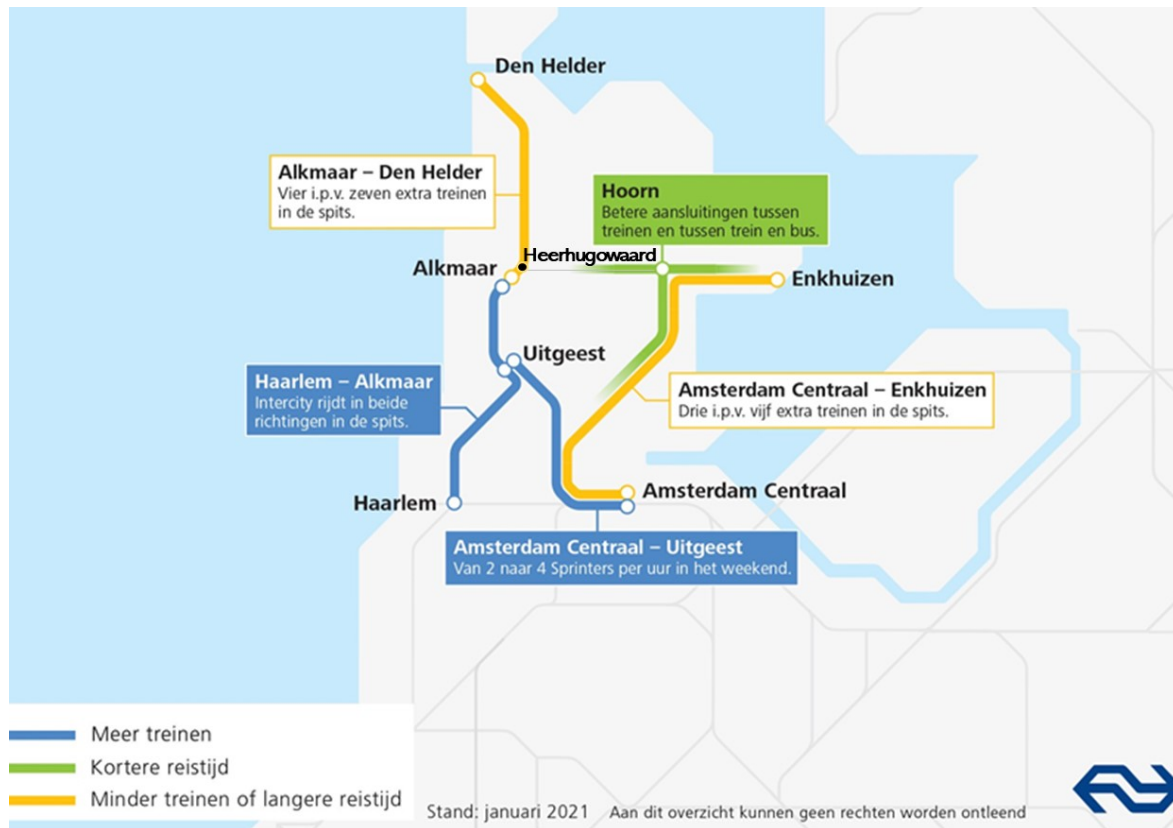 Den Helder
Alkmaar – Den Helder
Vier i.p.v. zeven extra treinen
in de spits.
Hoorn
Betere aansluitingen tussen
treinen en tussen trein en bus.
Heerhugowaard
Alkmaar
Enkhuizen
Uitgeest
Haarlem – Alkmaar
Intercity rijdt in beide
richtingen in de spits.
Amsterdam Centraal – Enkhuizen
Drie i.p.v. vijf extra treinen in de spits.
Haarlem
Amsterdam Centraal
Amsterdam Centraal – Uitgeest
Van 2 naar 4 Sprinters per uur in het weekend.
Meer treinen
Kortere reistijd
Minder treinen of langere reistijd
Stand: januari 2021 Aan dit overzicht kunnen geen rechten worden ontleend